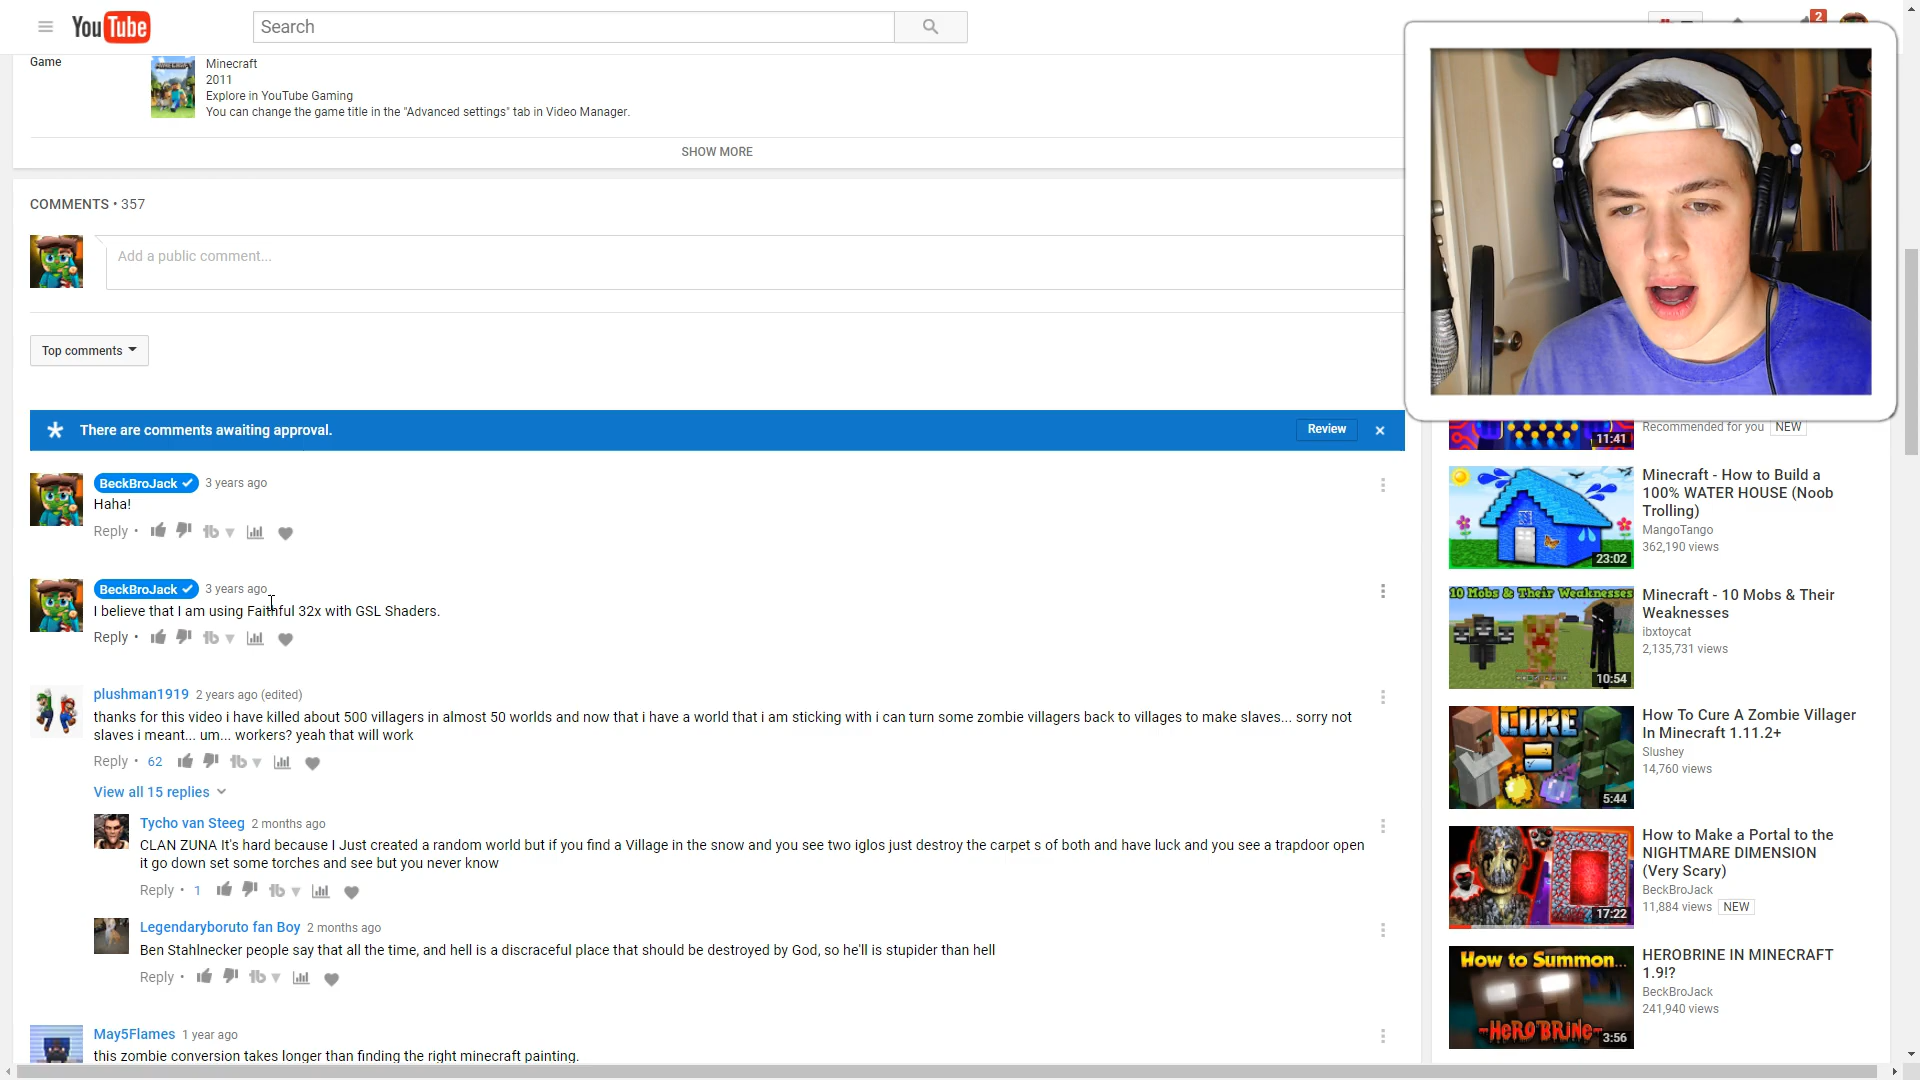 YouTube
Search
2
Game
Minecraft
2011
Explore in YouTube Gaming
You can change the game title in the "Advanced settings" tab in Video Manager.
SHOW MORE
COMMENTS • 357
Add a public comment...
Top comments
There are comments awaiting approval.
Review
BeckBroJack 3 years ago
Haha!
Reply •
BeckBroJack 3 years ago
I believe that I am using Faithful 32x with GSL Shaders.
Reply •
plushman1919 2 years ago (edited)
thanks for this video i have killed about 500 villagers in almost 50 worlds and now that i have a world that i am sticking with i can turn some zombie villagers back to villages to make slaves... sorry not
slaves i meant... um... workers? yeah that will work
Reply • 62
View all 15 replies
Tycho van Steeg 2 months ago
CLAN ZUNA It's hard because I Just created a random world but if you find a Village in the snow and you see two iglos just destroy the carpet s of both and have luck and you see a trapdoor open
it go down set some torches and see but you never know
Reply • 1
Legendaryboruto fan Boy 2 months ago
Ben Stahlnecker people say that all the time, and hell is a discraceful place that should be destroyed by God, so he'll is stupider than hell
Reply •
May5Flames 1 year ago
this zombie conversion takes longer than finding the right minecraft painting.
11:41
Recommended for you NEW
23:02
Minecraft - How to Build a
100% WATER HOUSE (Noob
Trolling)
MangoTango
362,190 views
10 Mobs & Their Weaknesses
10:54
Minecraft - 10 Mobs & Their
Weaknesses
ibxtoycat
2,135,731 views
CURE
5:44
How To Cure A Zombie Villager
In Minecraft 1.11.2+
Slushey
14,760 views
17:22
How to Make a Portal to the
NIGHTMARE DIMENSION
(Very Scary)
BeckBroJack
11,884 views NEW
How to Summon...
-HEROBRINE-
3:56
HEROBRINE IN MINECRAFT
1.9!?
BeckBroJack
241,940 views